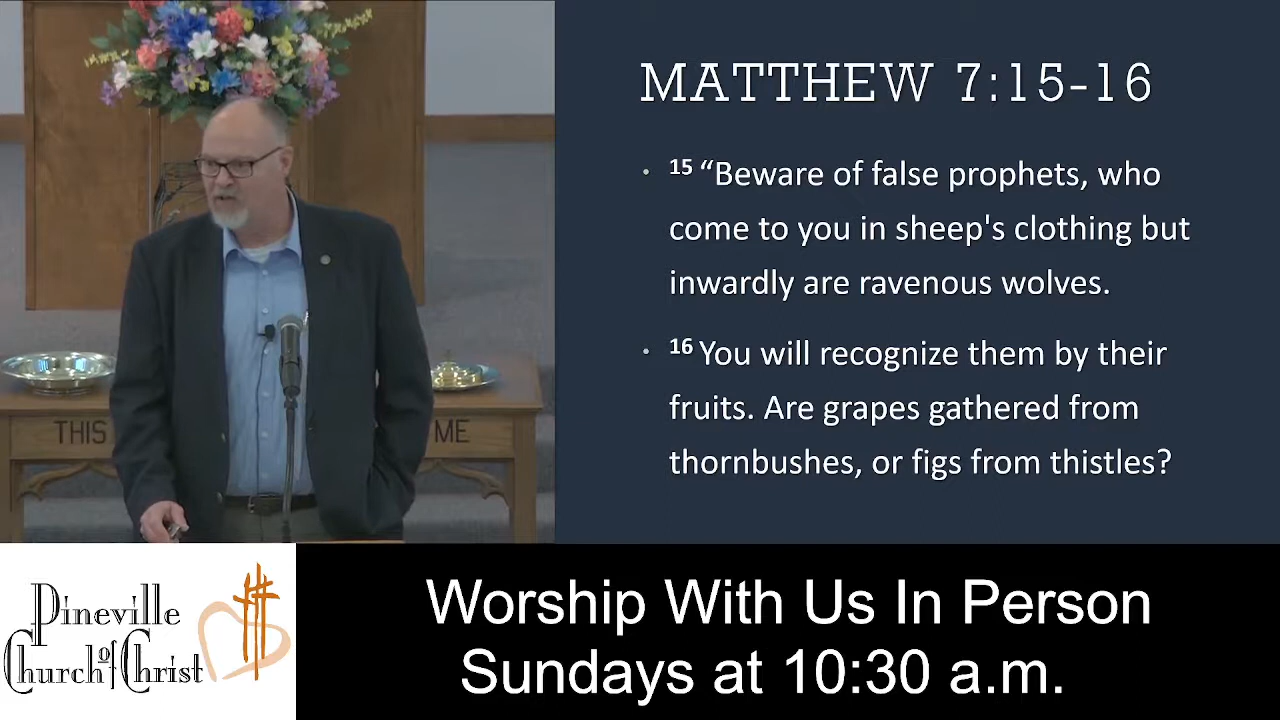 MATTHEW 7:15-16
• 15 “Beware of false prophets, who
come to you in sheep's clothing but
inwardly are ravenous wolves.
• 16 You will recognize them by their
fruits. Are grapes gathered from
thornbushes, or figs from thistles?
THIS
ME
Pineville
Church of Christ
Worship With Us In Person
Sundays at 10:30 a.m.